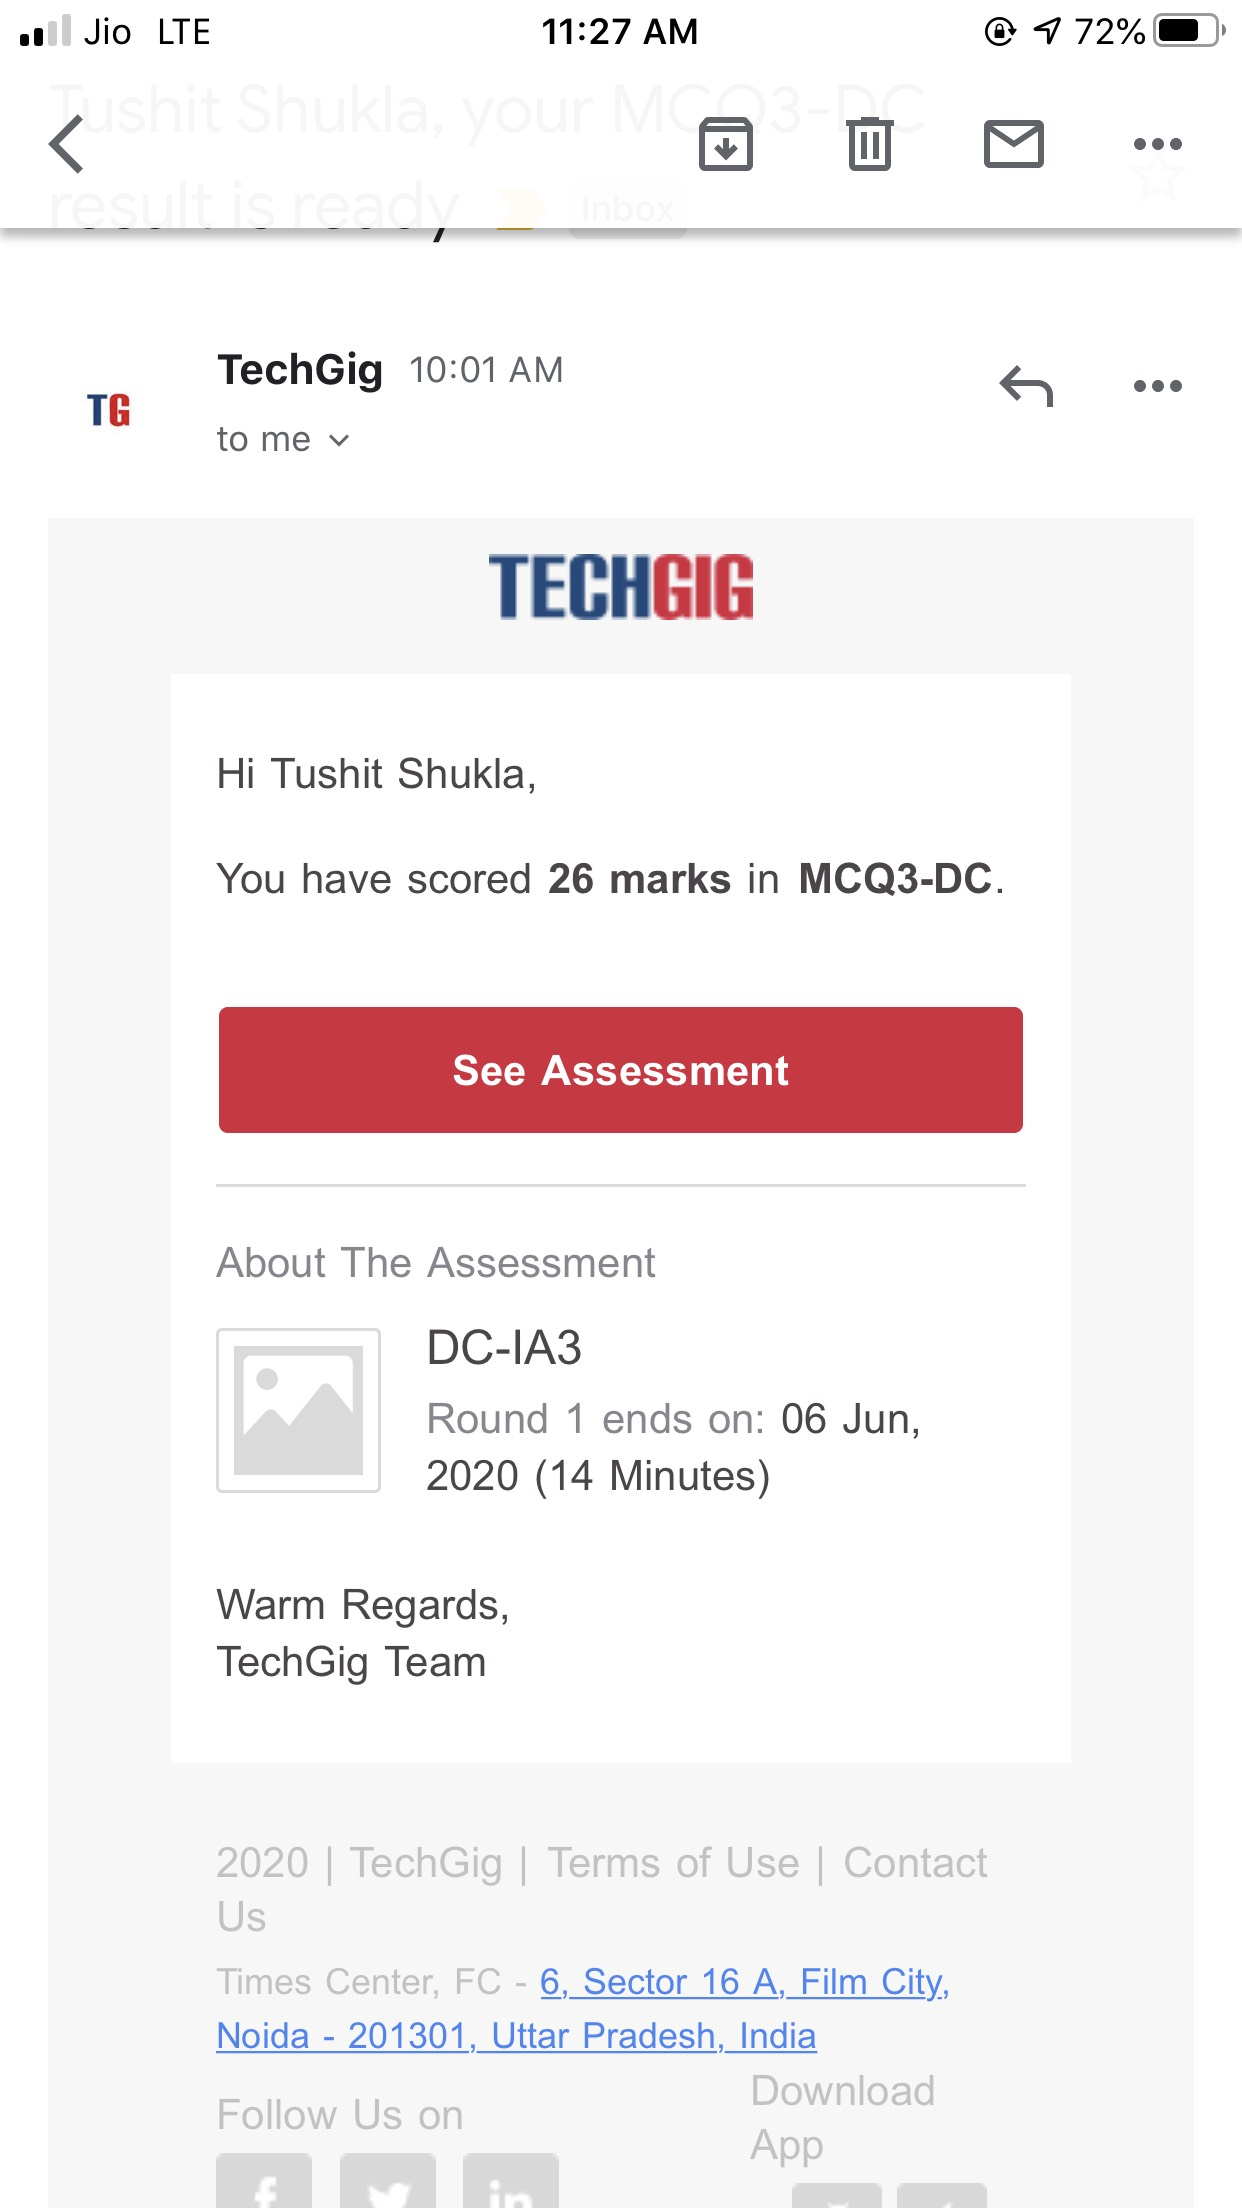 Jio LTE 11:27 AM 72%
Tushit Shukla, your MCQ3-DC
result is ready Inbox
TechGig 10:01 AM
TG
to me
TECHGIG
Hi Tushit Shukla,
You have scored 26 marks in MCQ3-DC.
See Assessment
About The Assessment
DC-IA3
Round 1 ends on: 06 Jun,
2020 (14 Minutes)
Warm Regards,
TechGig Team
2020 | TechGig | Terms of Use | Contact
Us
Times Center, FC - 6, Sector 16 A, Film City,
Noida - 201301, Uttar Pradesh, India
Follow Us on
Download
App
f in